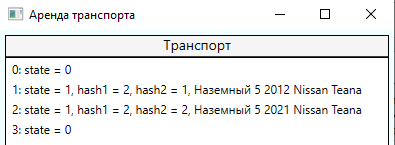 Аренда транспорта
Транспорт
0: state = 0
1: state = 1, hash1 = 2, hash2 = 1, Наземный 5 2012 Nissan Teana
2: state = 1, hash1 = 2, hash2 = 2, Наземный 5 2021 Nissan Teana
3: state = 0